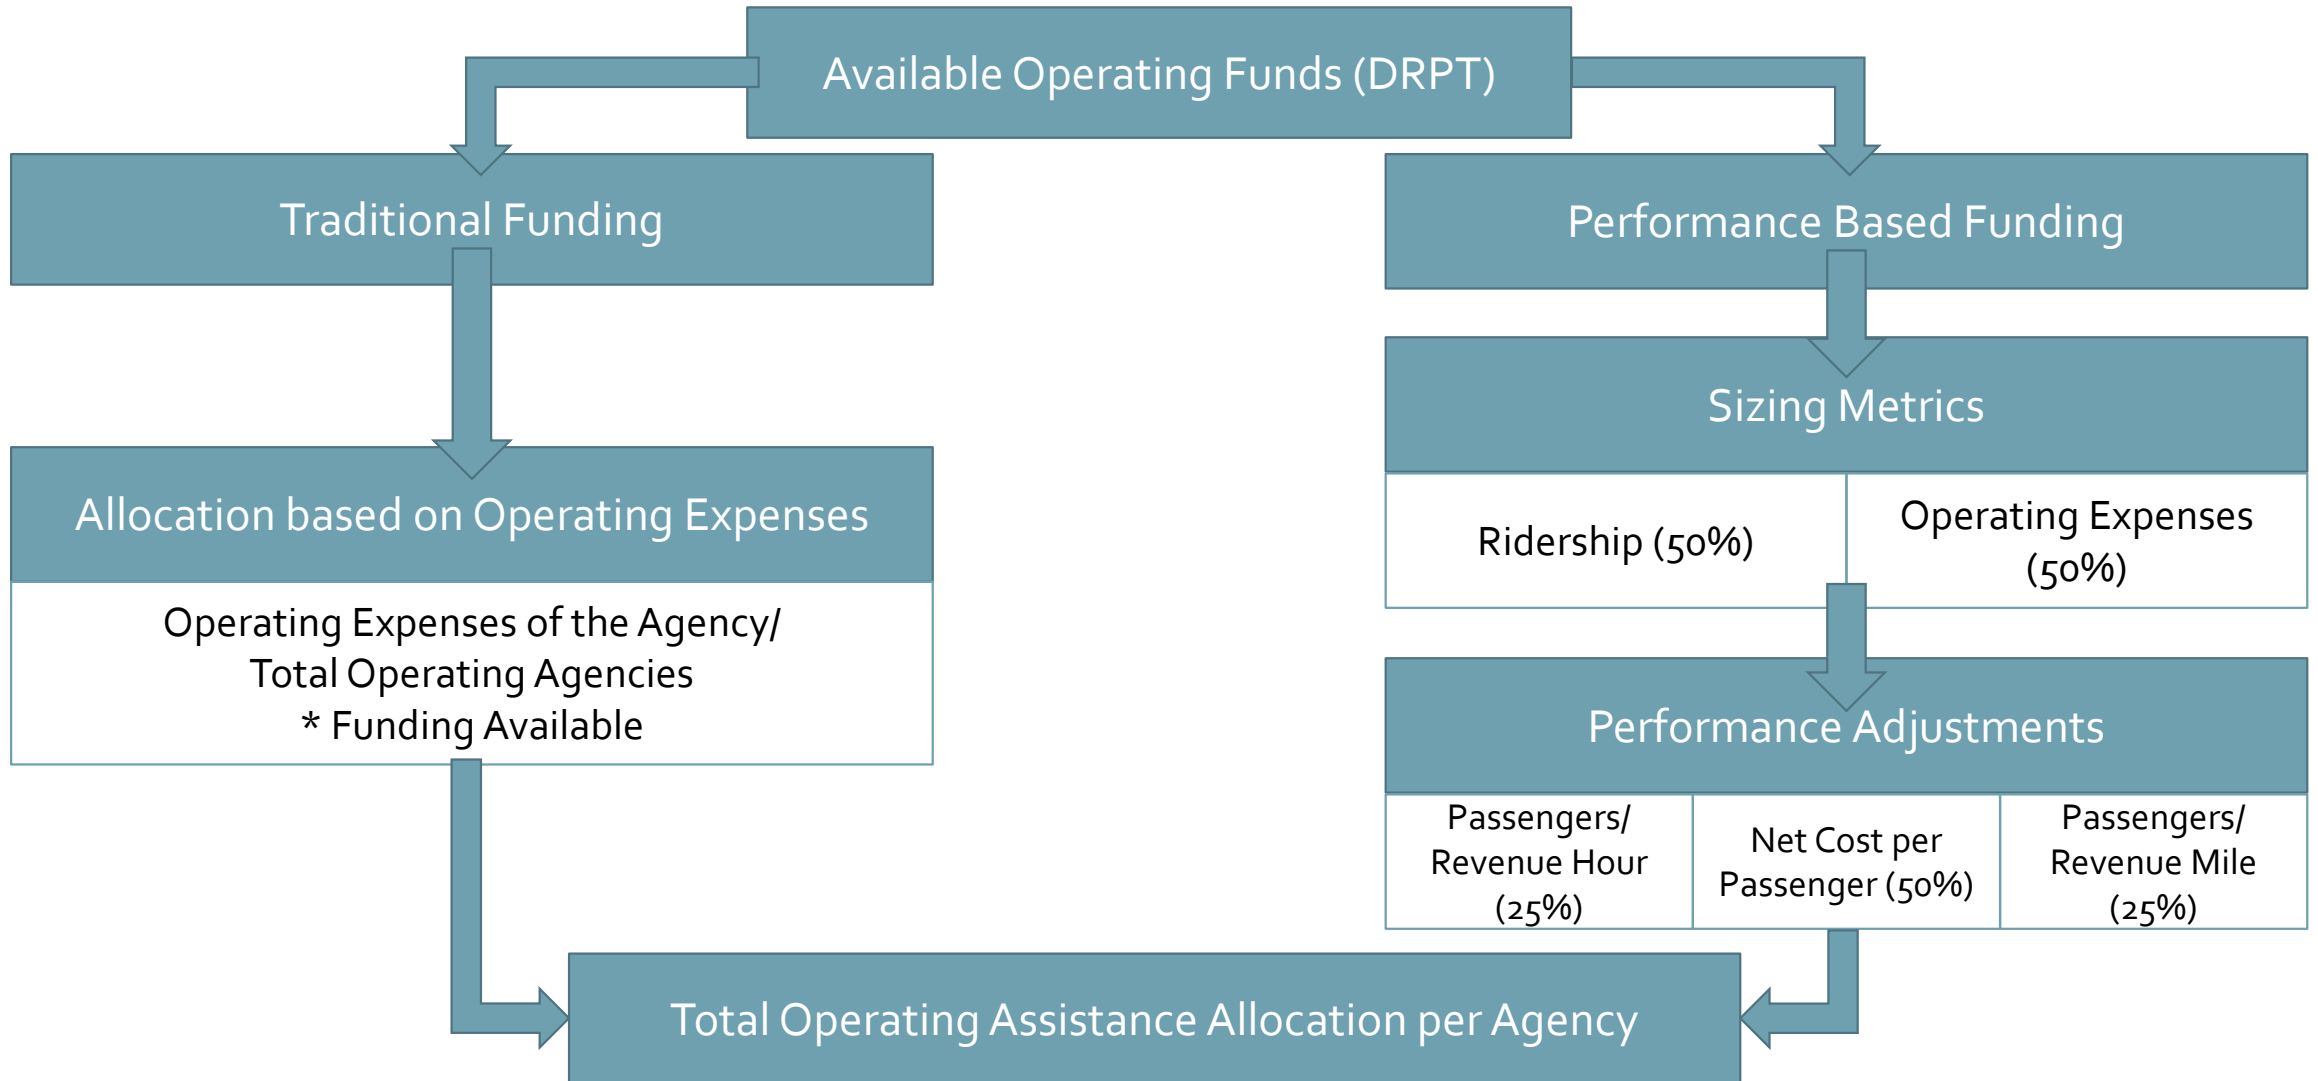 Available Operating Funds (DRPT)
Traditional Funding
Performance Based Funding
Allocation based on Operating Expenses
Operating Expenses of the Agency/
Total Operating Agencies
* Funding Available
Sizing Metrics
Ridership (50%)
Operating Expenses
(50%)
Performance Adjustments
Passengers/
Revenue Hour
(25%)
Net Cost per
Passenger (50%)
Passengers/
Revenue Mile
(25%)
Total Operating Assistance Allocation per Agency